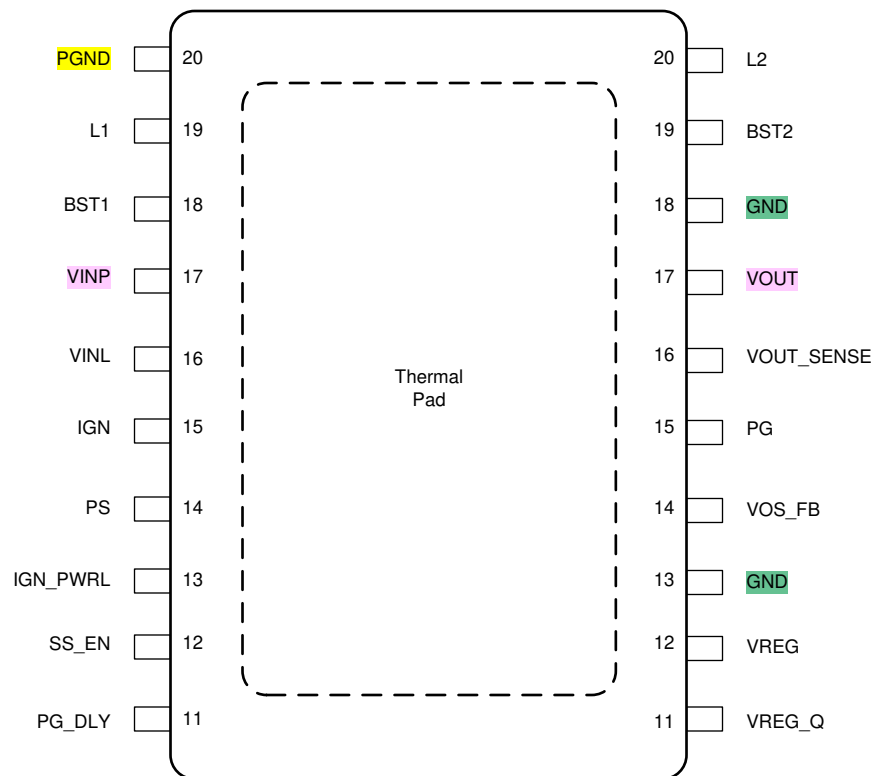 PGND 20 20 L2
L1 19 19 BST2
BST1 18 18 GND
VINP 17 17 VOUT
VINL 16 16 VOUT_SENSE
Thermal
Pad
IGN 15 15 PG
PS 14 14 VOS_FB
IGN_PWRL 13 13 GND
SS_EN 12 12 VREG
PG_DLY 11 11 VREG_Q